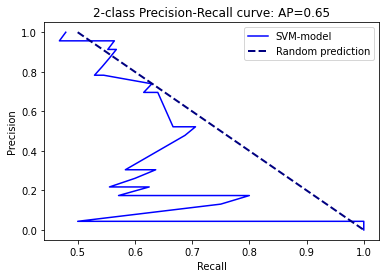 2-class Precision-Recall curve: AP=0.65
SVM-model
Random prediction
Precision
1.0
0.8
0.6
0.4
0.2
0.0
0.5 0.6 0.7 0.8 0.9 1.0
Recall